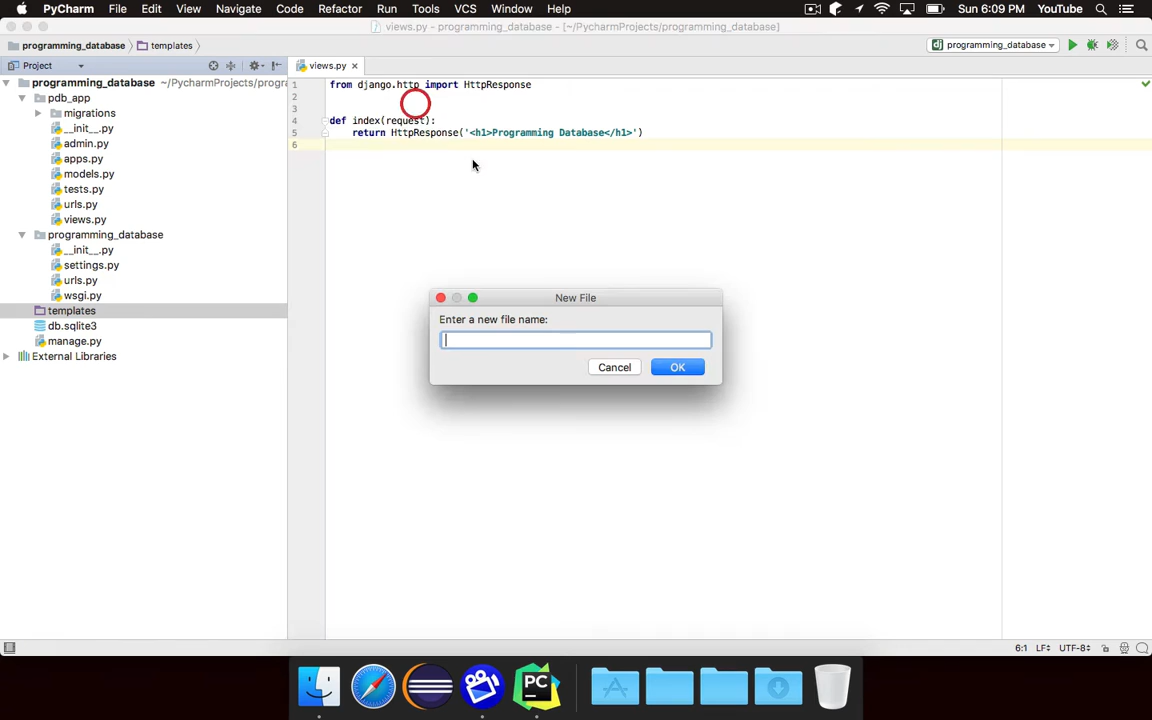 PyCharm File Edit View Navigate Code Refactor Run Tools VCS Window Help Sun 6:09 PM YouTube
views.py – programming_database – [~/PycharmProjects/programming_database]
programming_database templates programming_database
Project views.py
programming_database ~/PycharmProjects/progra
pdb_app
migrations
__init__.py
admin.py
apps.py
models.py
tests.py
urls.py
views.py
programming_database
__init__.py
settings.py
urls.py
wsgi.py
templates
db.sqlite3
manage.py
External Libraries
1 from django.http import HttpResponse
2
3
4 def index(request):
5 return HttpResponse('<h1>Programming Database</h1>')
6
New File
Enter a new file name:
Cancel OK
6:1 LF UTF-8
PC